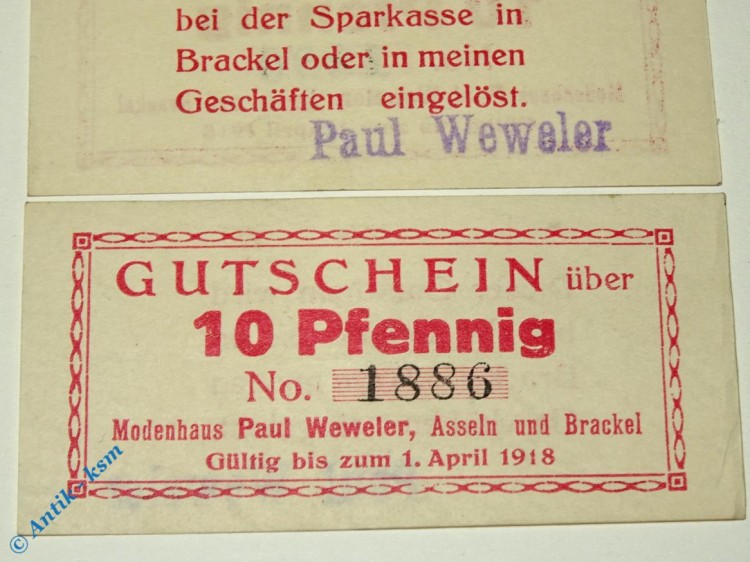 bei der Sparkasse in
Brackel oder in meinen
Geschäften eingelöst.
Paul Weweler
GUTSCHEIN über
10 Pfennig
No. 1886
Modenhaus Paul Weweler, Asseln und Brackel
Gültig bis zum 1. April 1918
© Antik-ksm